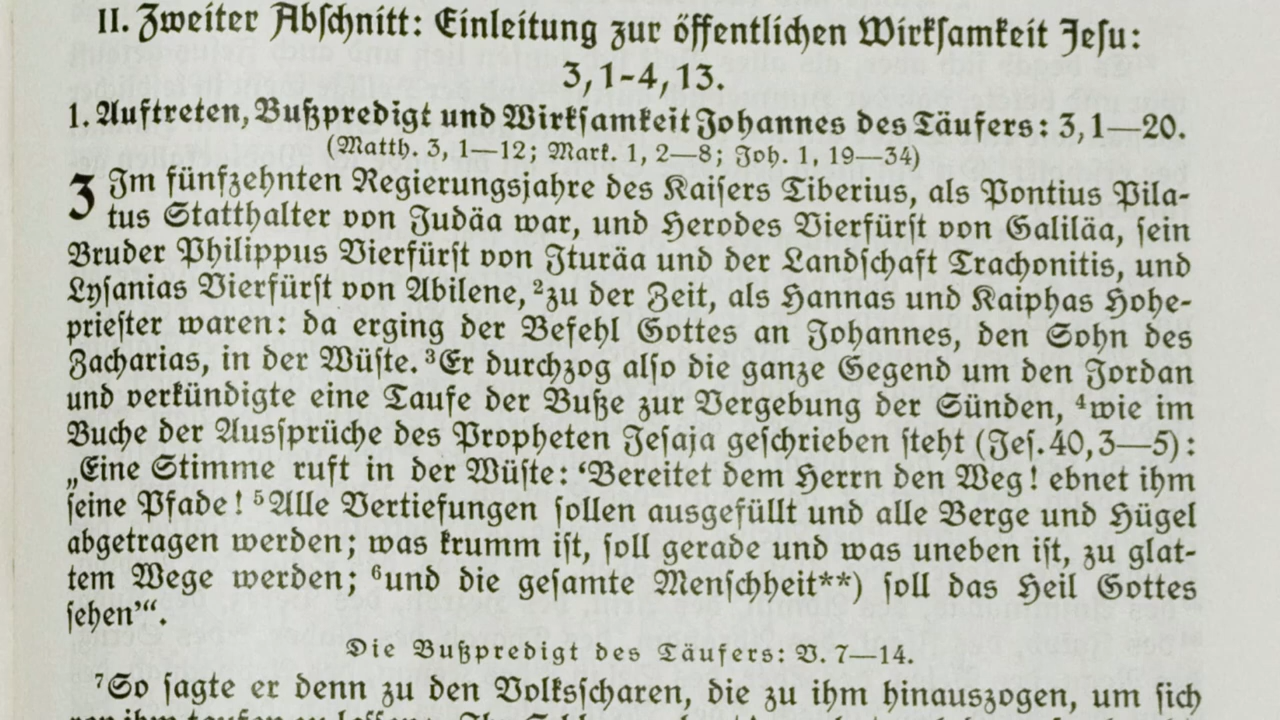 II. Zweiter Abschnitt: Einleitung zur öffentlichen Wirksamkeit Jesu:
3, 1-4, 13.
1. Auftreten, Bußpredigt und Wirksamkeit Johannes des Täufers: 3, 1—20.
(Matth. 3, 1—12; Mark. 1, 2—8; Joh. 1, 19—34)
3 Im fünfzehnten Regierungsjahre des Kaisers Tiberius, als Pontius Pila-
tus Statthalter von Judäa war, und Herodes Vierfürst von Galiläa, sein
Bruder Philippus Vierfürst von Ituräa und der Landschaft Trachonitis, und
Lysanias Vierfürst von Abilene, ²zu der Zeit, als Hannas und Kaiphas Hohe-
priester waren: da erging der Befehl Gottes an Johannes, den Sohn des
Zacharias, in der Wüste. ³Er durchzog also die ganze Gegend um den Jordan
und verkündigte eine Taufe der Buße zur Vergebung der Sünden, ⁴wie im
Buche der Aussprüche des Propheten Jesaja geschrieben steht (Jes. 40, 3—5):
„Eine Stimme ruft in der Wüste: ‘Bereitet dem Herrn den Weg! ebnet ihm
seine Pfade! ⁵Alle Vertiefungen sollen ausgefüllt und alle Berge und Hügel
abgetragen werden; was krumm ist, soll gerade und was uneben ist, zu glat-
tem Wege werden; ⁶und die gesamte Menschheit**) soll das Heil Gottes
sehen’“.
Die Bußpredigt des Täufers: V. 7—14.
⁷So sagte er denn zu den Volksscharen, die zu ihm hinauszogen, um sich